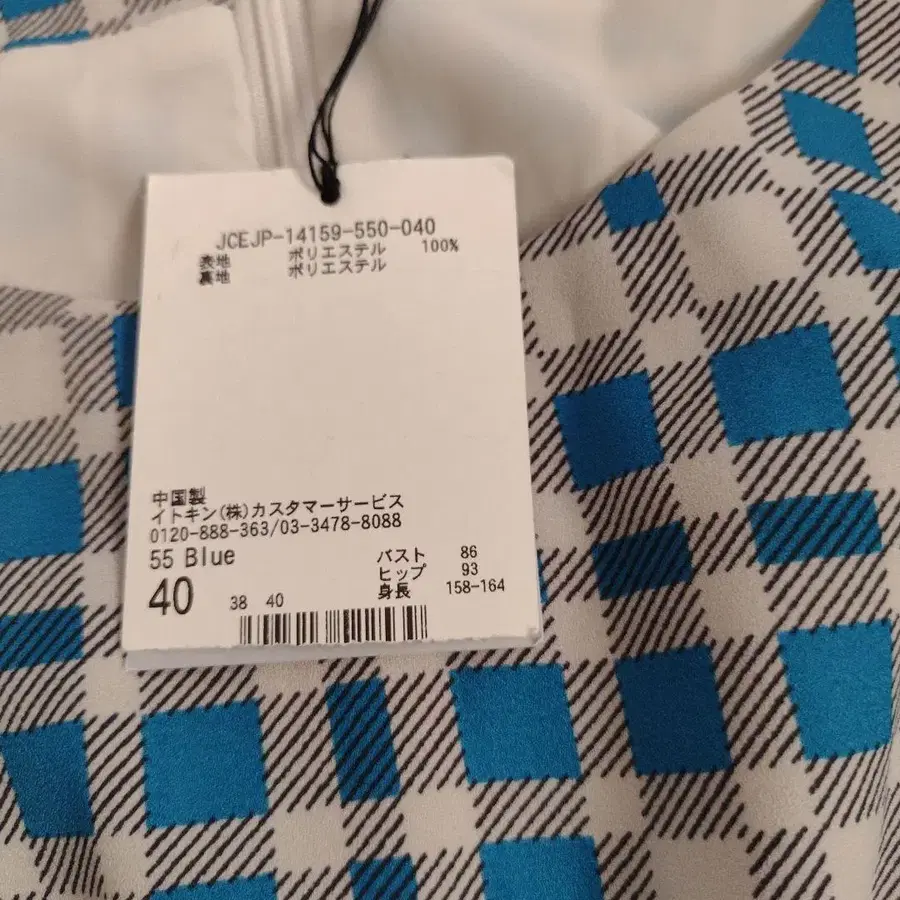 JCEJP-14159-550-040
表地 ポリエステル 100%
裏地 ポリエステル
中国製
イトキン(株)カスタマーサービス
0120-888-363/03-3478-8088
55 Blue
バスト 86
ヒップ 93
身長 158-164
40 38 40